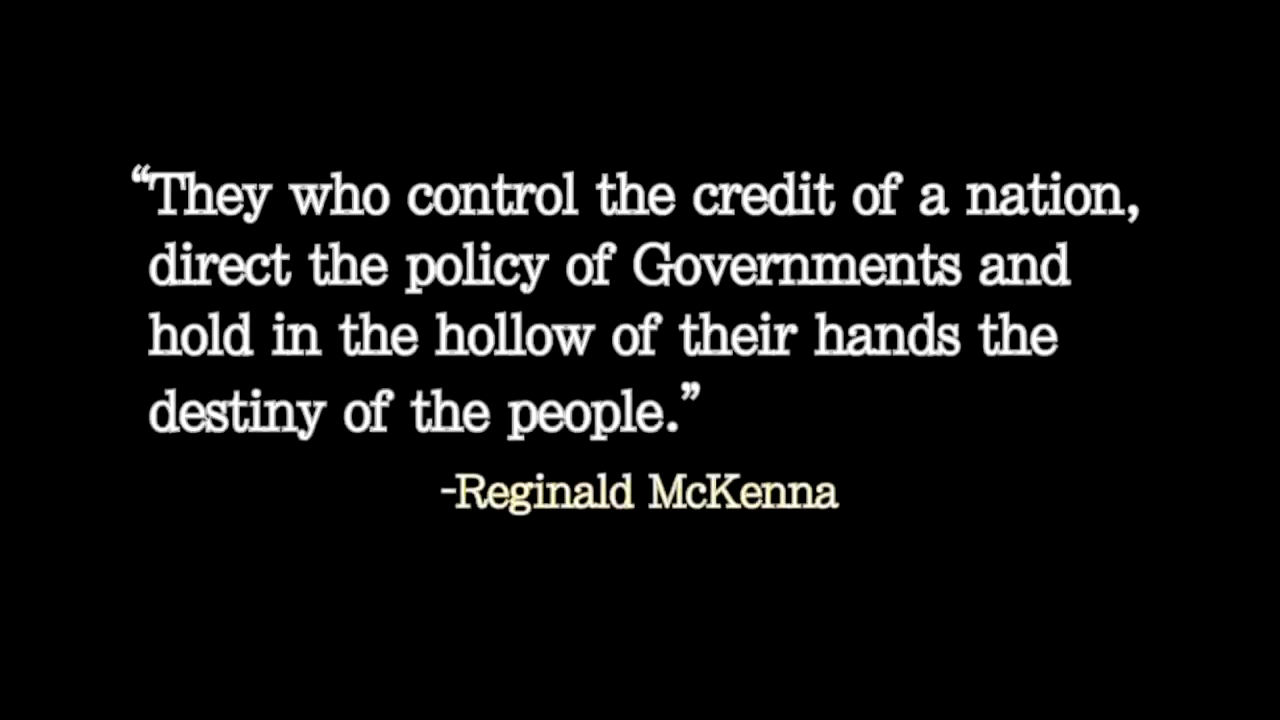 “They who control the credit of a nation,
direct the policy of Governments and
hold in the hollow of their hands the
destiny of the people.”
-Reginald McKenna